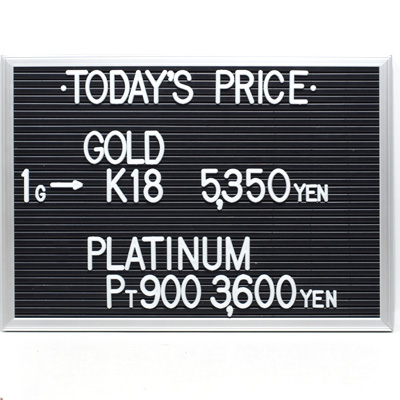 ·TODAY'S PRICE·
GOLD
1G→ K18 5,350YEN
PLATINUM
PT900 3,600YEN